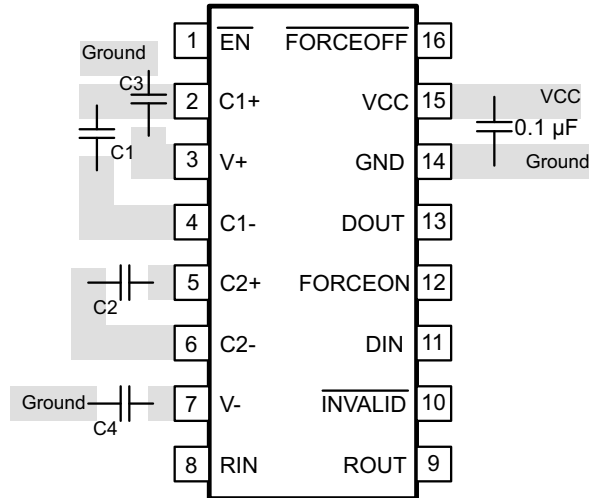 1 EN FORCEOFF 16
Ground
C3
2 C1+ VCC 15 VCC
C1 0.1 µF
3 V+ GND 14 Ground
4 C1- DOUT 13
5 C2+ FORCEON 12
C2
6 C2- DIN 11
Ground 7 V- INVALID 10
C4
8 RIN ROUT 9